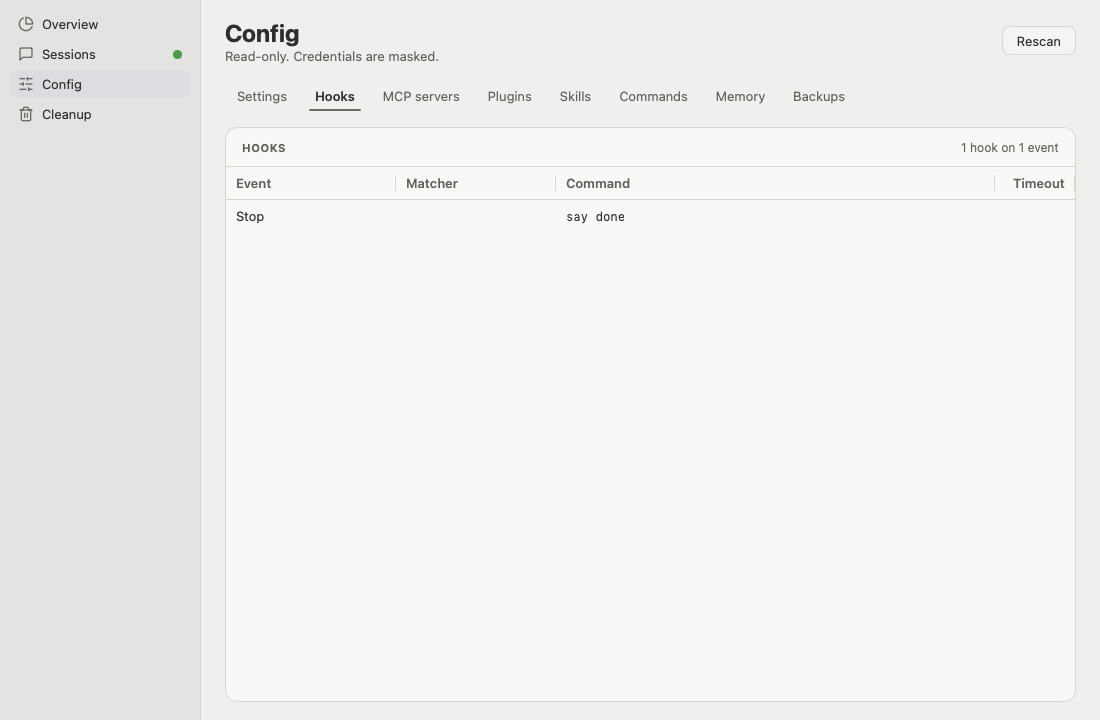 Overview
Sessions
Config
Cleanup
Config
Read-only. Credentials are masked.
Rescan
Settings Hooks MCP servers Plugins Skills Commands Memory Backups
HOOKS 1 hook on 1 event
Event Matcher Command Timeout
Stop say done